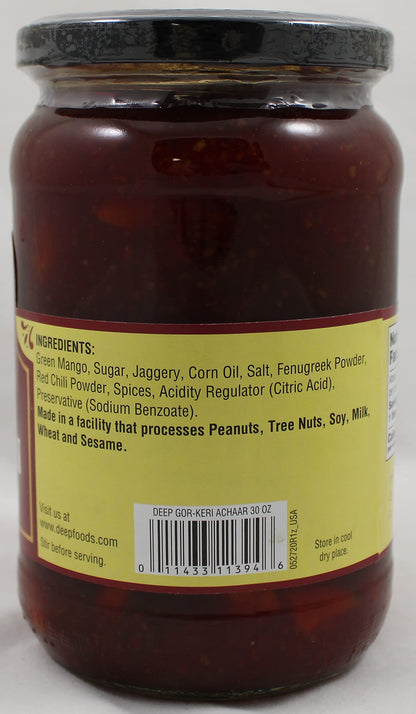 INGREDIENTS:
Green Mango, Sugar, Jaggery, Corn Oil, Salt, Fenugreek Powder,
Red Chili Powder, Spices, Acidity Regulator (Citric Acid),
Preservative (Sodium Benzoate).
Made in a facility that processes Peanuts, Tree Nuts, Soy, Milk,
Wheat and Sesame.
Visit us at
www.deepfoods.com
Stir before serving.
DEEP GOR-KERI ACHAAR 30 OZ
0 11433 11394 6
052720R1z_USA
Store in cool
dry place.